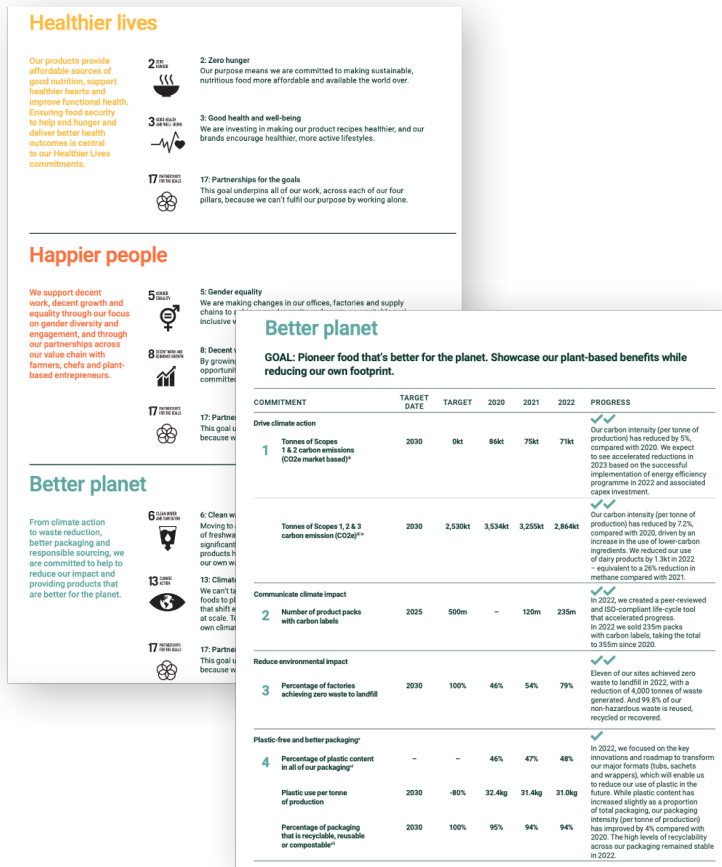 Healthier lives
Our products provide
affordable sources of
good nutrition, support
healthier hearts and
improve functional health.
Ensuring food security
to help end hunger and
deliver better health
outcomes is central
to our Healthier Lives
commitments.
2 ZERO
HUNGER
2: Zero hunger
Our purpose means we are committed to making sustainable,
nutritious food more affordable and available the world over.
3 GOOD HEALTH
AND WELL-BEING
3: Good health and well-being
We are investing in making our product recipes healthier, and our
brands encourage healthier, more active lifestyles.
17 PARTNERSHIPS
FOR THE GOALS
17: Partnerships for the goals
This goal underpins all of our work, across each of our four
pillars, because we can't fulfil our purpose by working alone.
Happier people
We support decent
work, decent growth and
equality through our focus
on gender diversity and
engagement, and through
our partnerships across
our value chain with
farmers, chefs and plant-
based entrepreneurs.
5 GENDER
EQUALITY
5: Gender equality
We are making changes in our offices, factories and supply
chains to
inclusive
8 DECENT WORK AND
ECONOMIC GROWTH
8: Decent
By growing
committe
17 PARTNERSHIPS
FOR THE GOALS
17: Partne
This goal
because
Better planet
From climate action
to waste reduction,
better packaging and
responsible sourcing, we
are committed to help to
reduce our impact and
providing products that
are better for the planet.
6 CLEAN WATER
AND SANITATION
6: Clean
Moving to
of freshwa
significant
products
13 CLIMATE
ACTION
13: Climat
We can't
foods to
that shift
at scale.
own climat
17 PARTNERSHIPS
FOR THE GOALS
17: Partne
This goal
because
Better planet
GOAL: Pioneer food that's better for the planet. Showcase our plant-based benefits while
reducing our own footprint.
COMMITMENT TARGET DATE TARGET 2020 2021 2022 PROGRESS
Drive climate action
1 Tonnes of Scopes
1 & 2 carbon emissions
(CO2e market based)
2030 0kt 86kt 75kt 71kt
Our carbon intensity (per tonne of
production) has reduced by 5%,
compared with 2020. We expect
to see accelerated reductions in
2023 based on the successful
implementation of energy efficiency
programme in 2022 and associated
capex investment.
Tonnes of Scopes 1, 2 & 3
carbon emission (CO2e)
2030 2,530kt 3,534kt 3,255kt 2,864kt
Our carbon intensity (per tonne of
production) has reduced by 7.2%,
compared with 2020, driven by an
increase in the use of lower-carbon
ingredients. We reduced our use
of dairy products by 1.3kt in 2022
– equivalent to a 26% reduction in
methane compared with 2021.
Communicate climate impact
2 Number of product packs
with carbon labels
2025 500m – 120m 235m
In 2022, we created a peer-reviewed
and ISO-compliant life-cycle tool
that accelerated progress.
In 2022 we sold 235m packs
with carbon labels, taking the total
to 355m since 2020.
Reduce environmental impact
3 Percentage of factories
achieving zero waste to landfill
2030 100% 46% 54% 79%
Eleven of our sites achieved zero
waste to landfill in 2022, with a
reduction of 4,000 tonnes of waste
generated. And 99.8% of our
non-hazardous waste is reused,
recycled or recovered.
Plastic-free and better packaging
4 Percentage of plastic content
in all of our packaging
– – 46% 47% 48%
Plastic use per tonne
of production
2030 -80% 32.4kg 31.4kg 31.0kg
Percentage of packaging
that is recyclable, reusable
or compostable
2030 100% 95% 94% 94%
In 2022, we focused on the key
innovations and roadmap to transform
our major formats (tubs, sachets
and wrappers), which will enable us
to reduce our use of plastic in the
future. While plastic content has
increased slightly as a proportion
of total packaging, our packaging
intensity (per tonne of production)
has improved by 4% compared with
2020. The high levels of recyclability
across our packaging remained stable
in 2022.